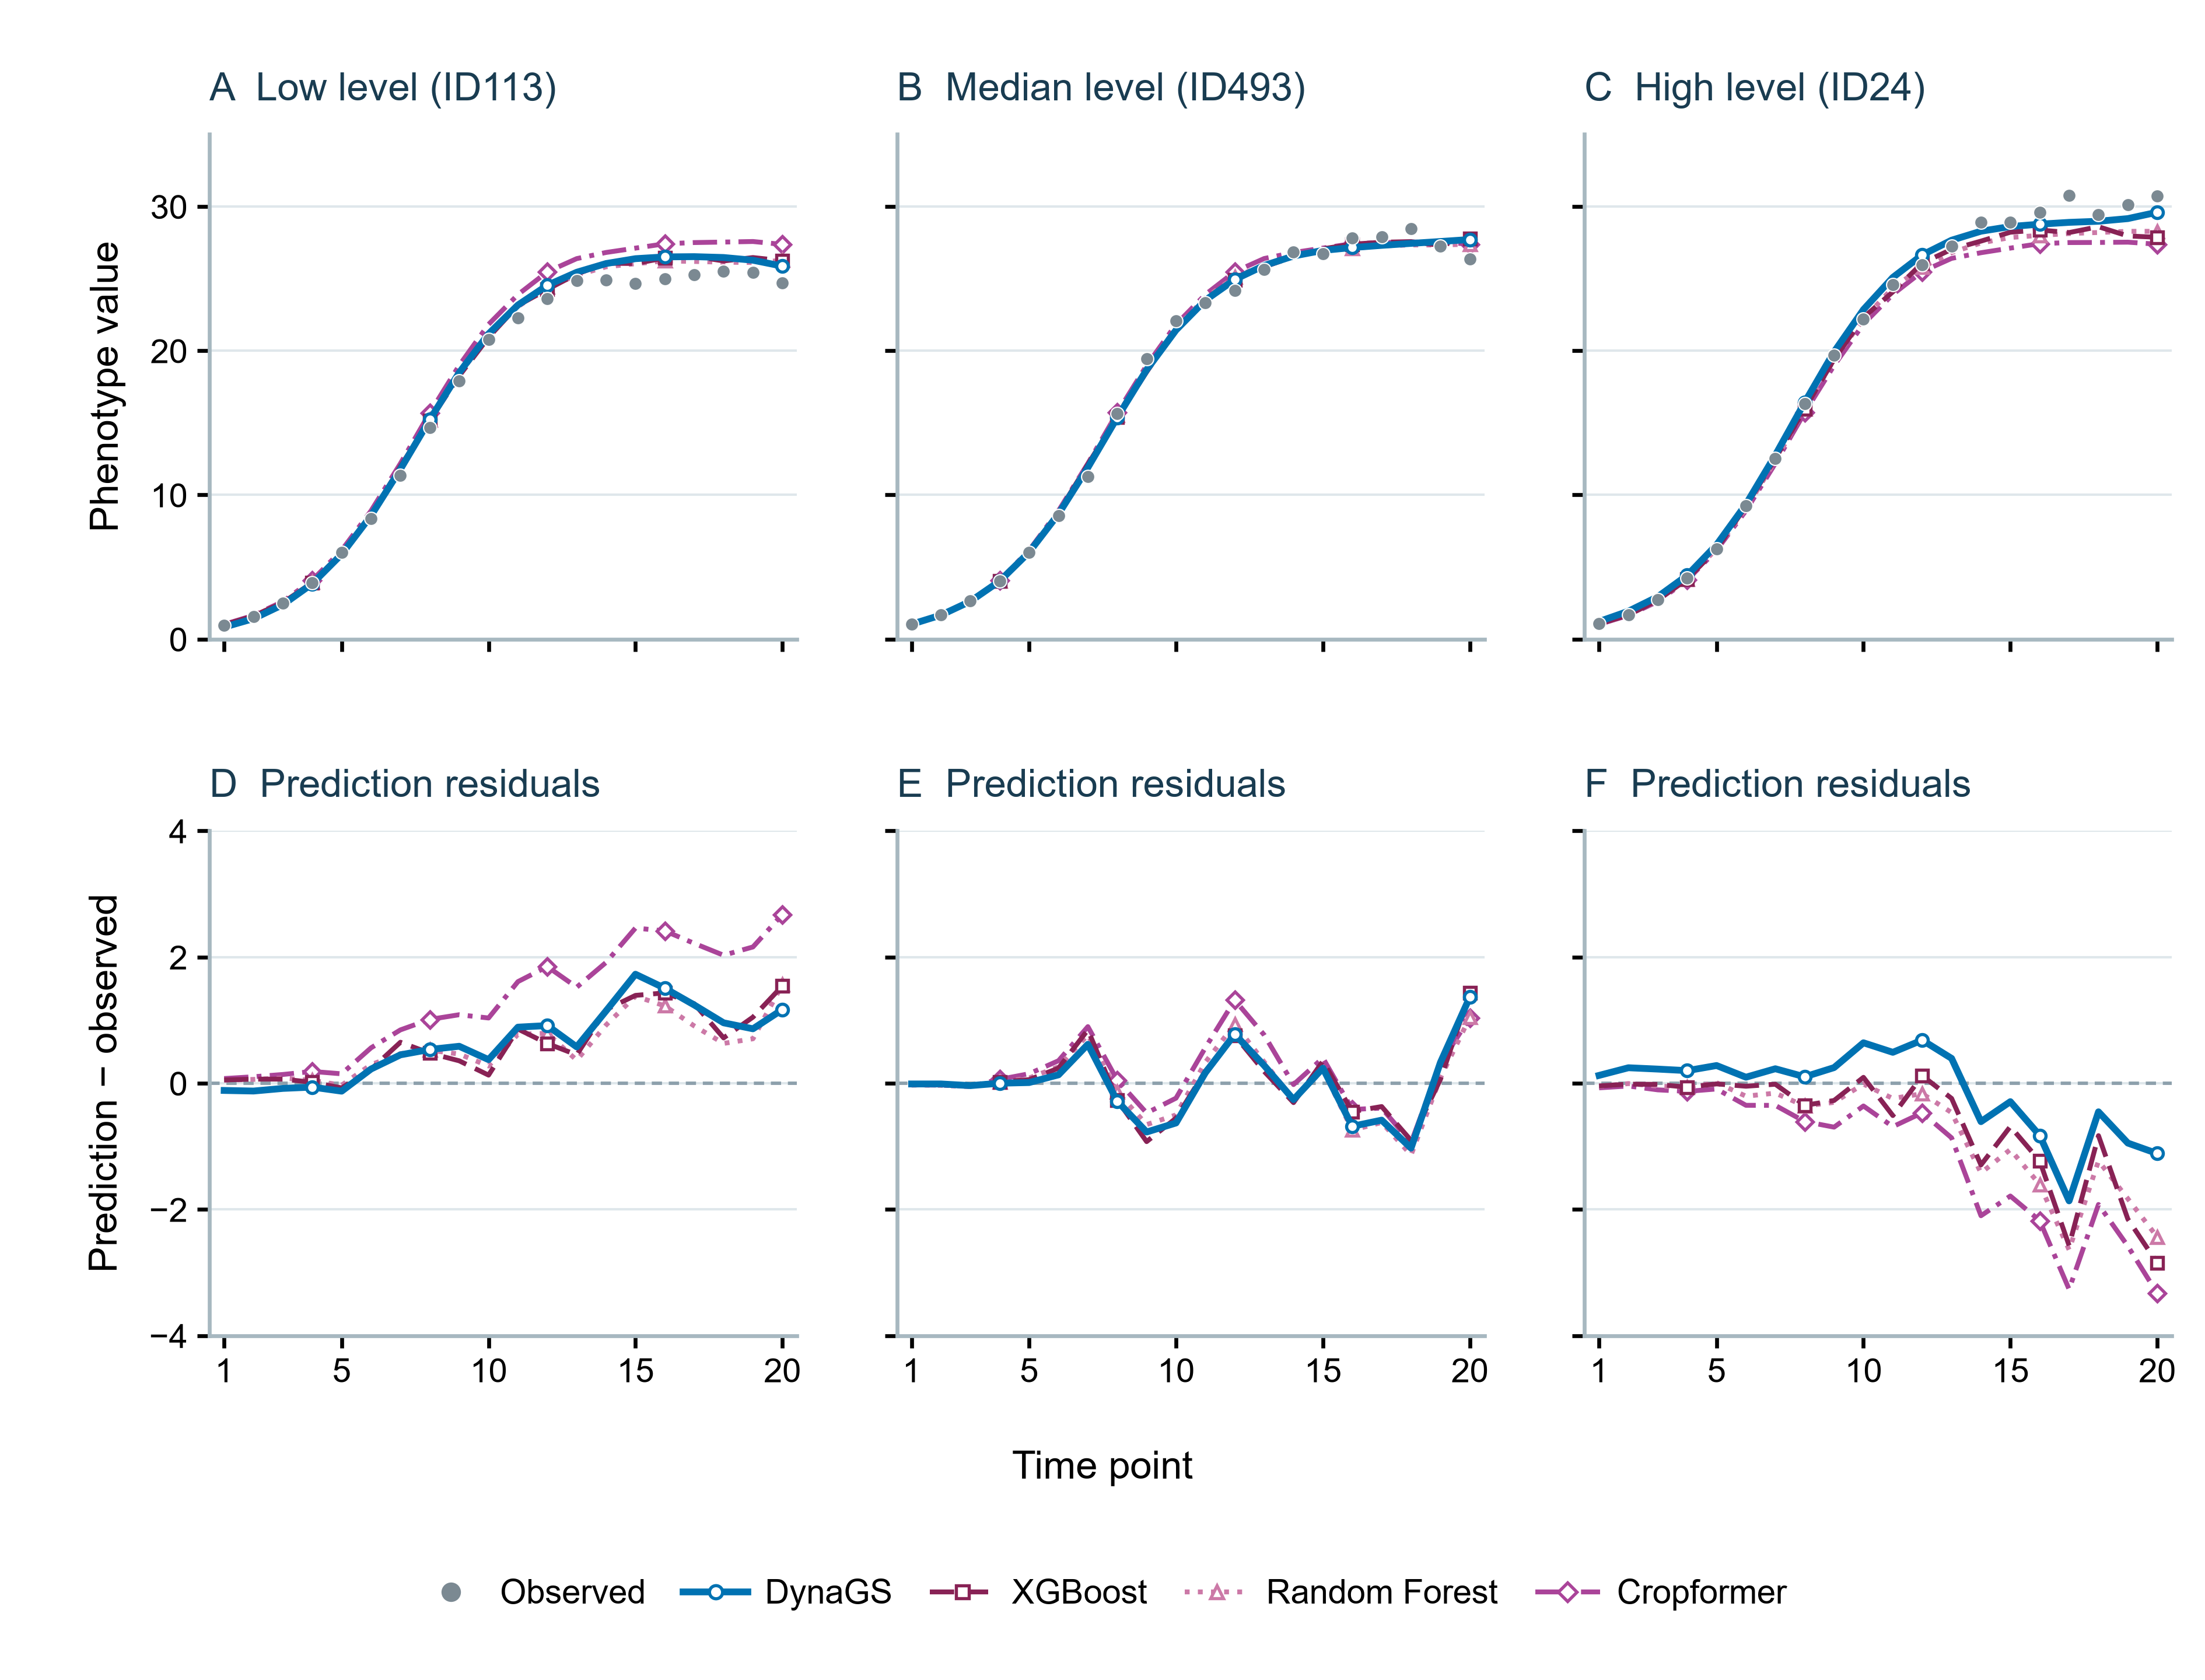 A Low level (ID113)
B Median level (ID493)
C High level (ID24)
Phenotype value
30
20
10
0
D Prediction residuals
E Prediction residuals
F Prediction residuals
Prediction − observed
4
2
0
−2
−4
1 5 10 15 20
1 5 10 15 20
1 5 10 15 20
Time point
Observed DynaGS XGBoost Random Forest Cropformer